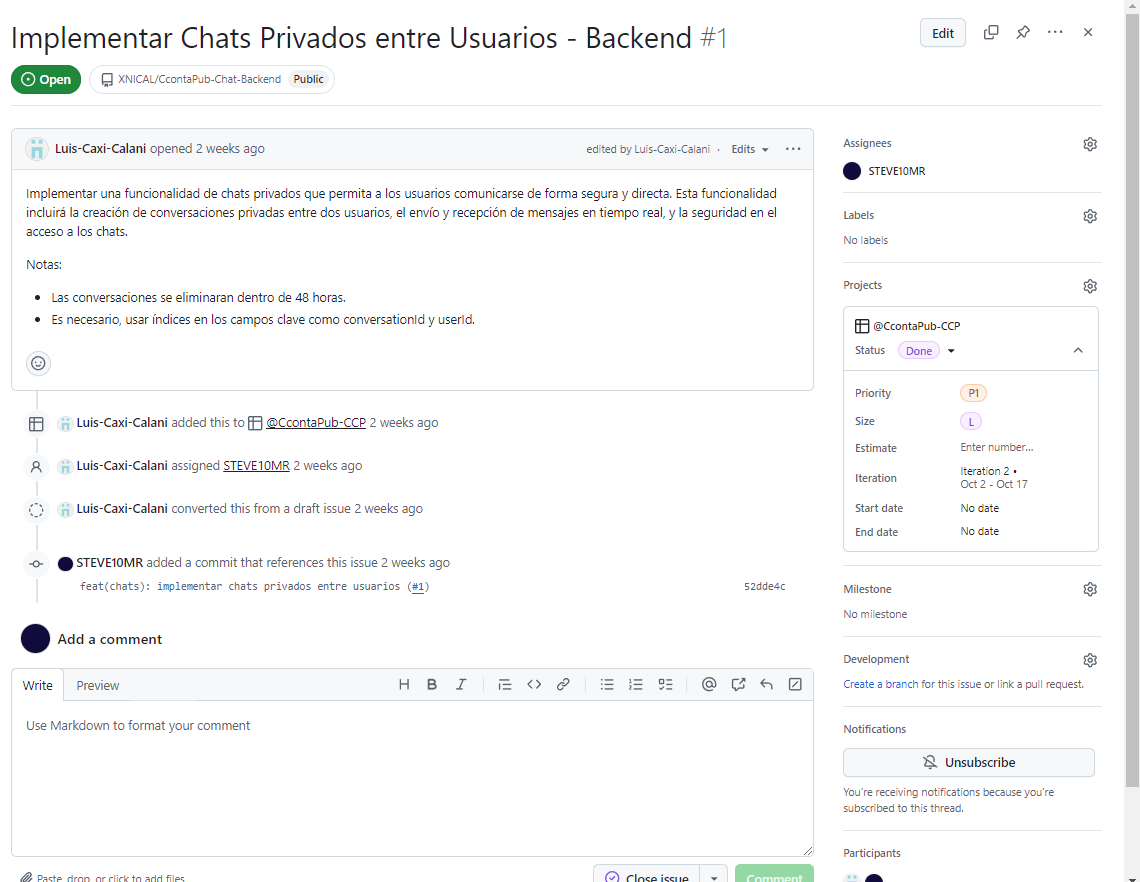 Implementar Chats Privados entre Usuarios - Backend #1
Edit
Open
XNICAL/CcontaPub-Chat-Backend Public
Luis-Caxi-Calani opened 2 weeks ago
edited by Luis-Caxi-Calani · Edits
Implementar una funcionalidad de chats privados que permita a los usuarios comunicarse de forma segura y directa. Esta funcionalidad
incluirá la creación de conversaciones privadas entre dos usuarios, el envío y recepción de mensajes en tiempo real, y la seguridad en el
acceso a los chats.
Notas:
• Las conversaciones se eliminaran dentro de 48 horas.
• Es necesario, usar índices en los campos clave como conversationId y userId.
Luis-Caxi-Calani added this to @CcontaPub-CCP 2 weeks ago
Luis-Caxi-Calani assigned STEVE10MR 2 weeks ago
Luis-Caxi-Calani converted this from a draft issue 2 weeks ago
STEVE10MR added a commit that references this issue 2 weeks ago
feat(chats): implementar chats privados entre usuarios (#1) 52dde4c
Add a comment
Write Preview
Use Markdown to format your comment
Paste, drop, or click to add files
Close issue
Comment
Assignees
STEVE10MR
Labels
No labels
Projects
@CcontaPub-CCP
Status Done
Priority P1
Size L
Estimate Enter number...
Iteration Iteration 2 •
Oct 2 - Oct 17
Start date No date
End date No date
Milestone
No milestone
Development
Create a branch for this issue or link a pull request.
Notifications
Unsubscribe
You're receiving notifications because you're
subscribed to this thread.
Participants